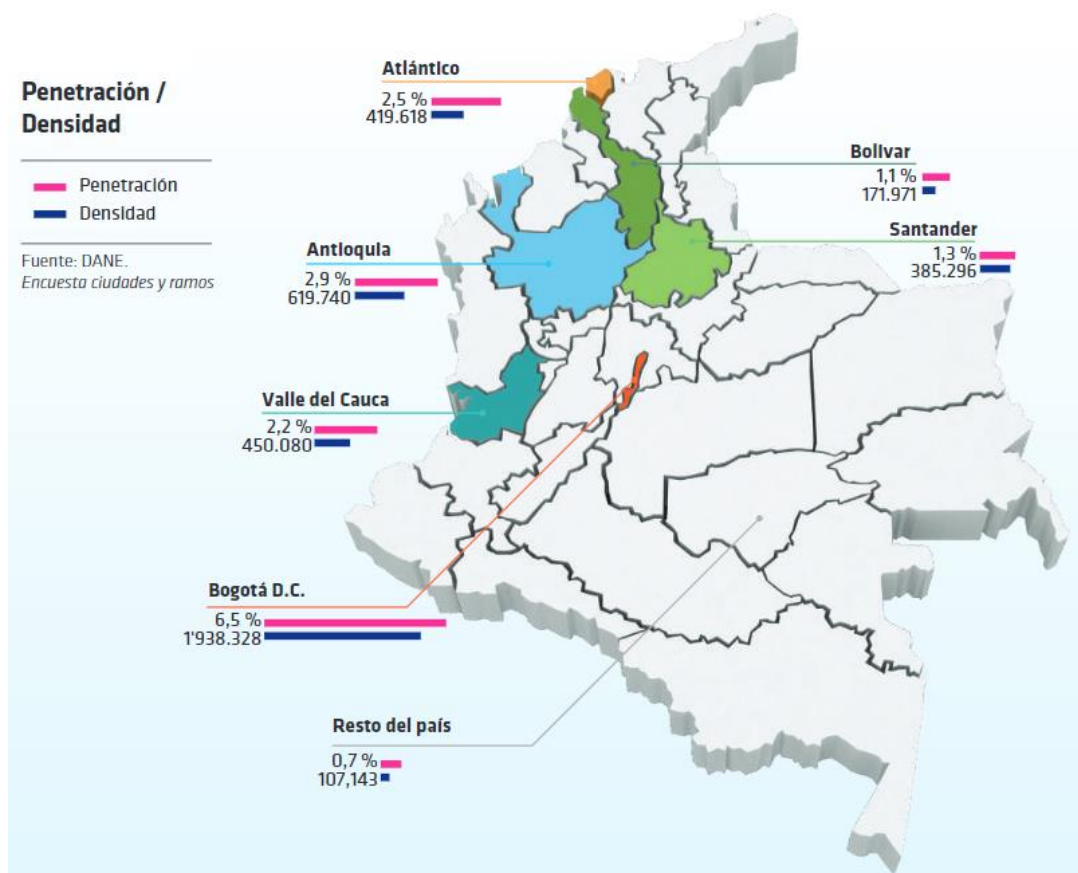 Penetración /
Densidad
Penetración
Densidad
Fuente: DANE.
Encuesta ciudades y ramos
Atlántico
2,5 %
419.618
Bolívar
1,1 %
171.971
Santander
1,3 %
385.296
Antioquia
2,9 %
619.740
Valle del Cauca
2,2 %
450.080
Bogotá D.C.
6,5 %
1'938.328
Resto del país
0,7 %
107,143